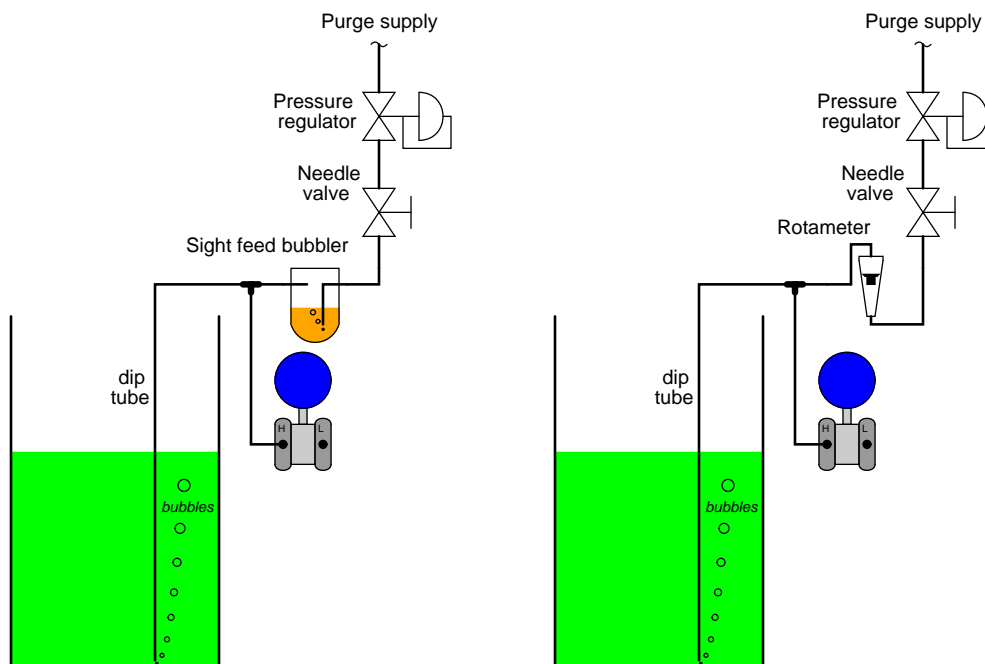 Purge supply
Pressure
regulator
Needle
valve
Sight feed bubbler
dip
tube
H
L
bubbles
Purge supply
Pressure
regulator
Needle
valve
Rotameter
dip
tube
H
L
bubbles